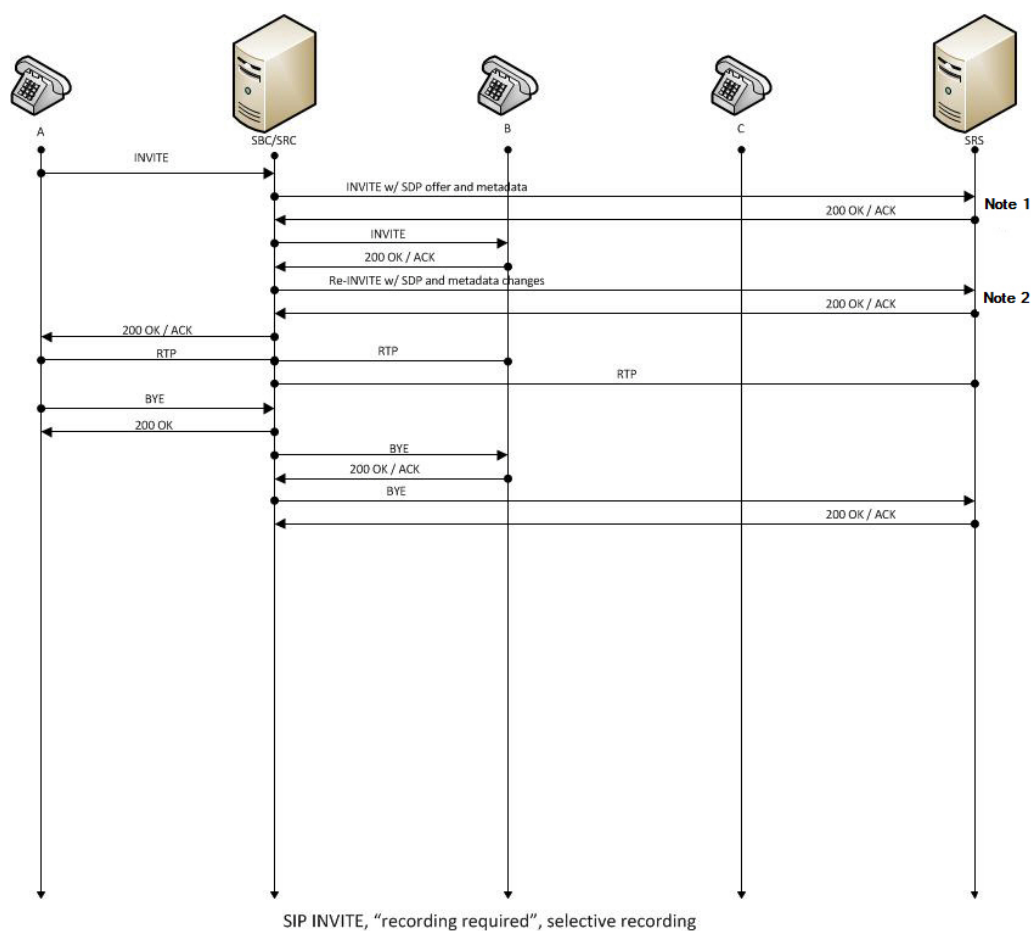 A
SBC/SRC
B
C
SRS
INVITE
INVITE w/ SDP offer and metadata
Note 1
200 OK / ACK
INVITE
200 OK / ACK
Re-INVITE w/ SDP and metadata changes
Note 2
200 OK / ACK
200 OK / ACK
RTP
RTP
RTP
BYE
200 OK
BYE
200 OK / ACK
BYE
200 OK / ACK
SIP INVITE, “recording required”, selective recording